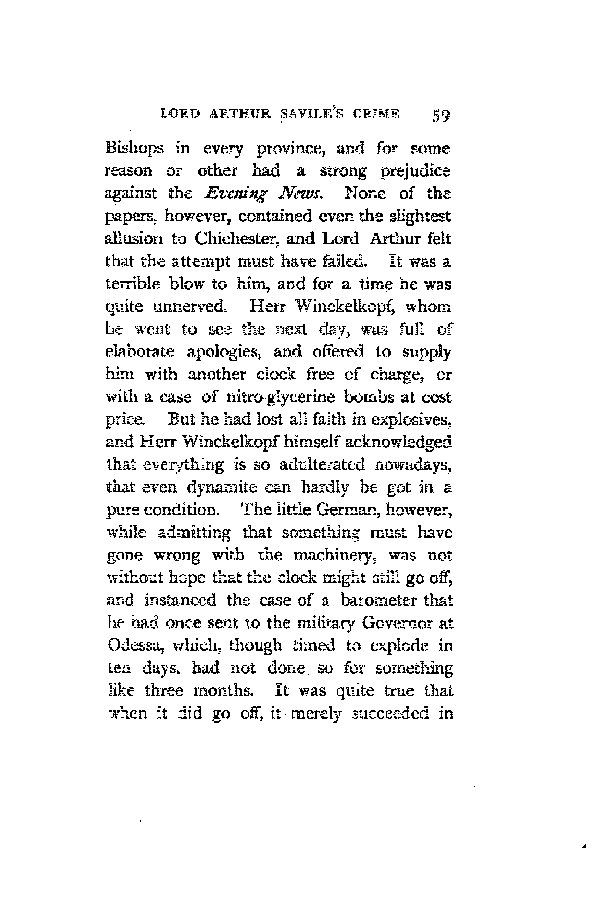 LORD ARTHUR SAVILE'S CRIME 59
Bishops in every province, and for some
reason or other had a strong prejudice
against the Evening News. None of the
papers, however, contained even the slightest
allusion to Chichester, and Lord Arthur felt
that the attempt must have failed. It was a
terrible blow to him, and for a time he was
quite unnerved. Herr Winckelkopf, whom
he went to see the next day, was full of
elaborate apologies, and offered to supply
him with another clock free of charge, or
with a case of nitro-glycerine bombs at cost
price. But he had lost all faith in explosives,
and Herr Winckelkopf himself acknowledged
that everything is so adulterated nowadays,
that even dynamite can hardly be got in a
pure condition. The little German, however,
while admitting that something must have
gone wrong with the machinery, was not
without hope that the clock might still go off,
and instanced the case of a barometer that
he had once sent to the military Governor at
Odessa, which, though timed to explode in
ten days, had not done so for something
like three months. It was quite true that
when it did go off, it merely succeeded in